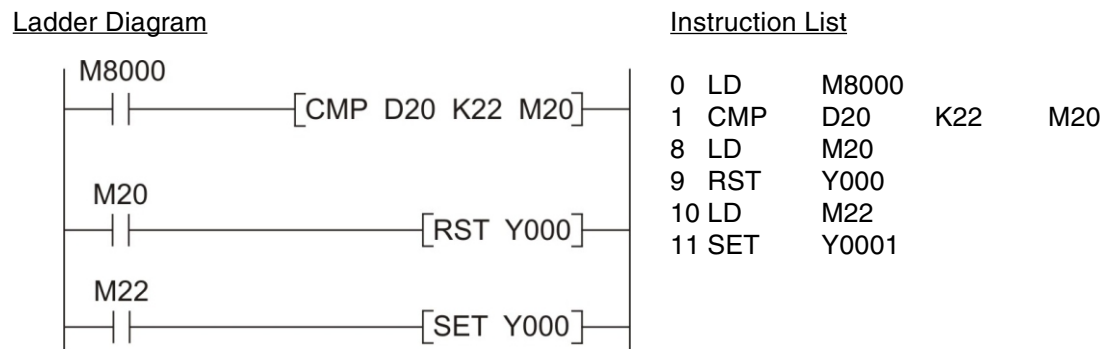 Ladder Diagram
M8000
CMP D20 K22 M20
M20
RST Y000
M22
SET Y000
Instruction List
0 LD M8000
1 CMP D20 K22 M20
8 LD M20
9 RST Y000
10 LD M22
11 SET Y0001